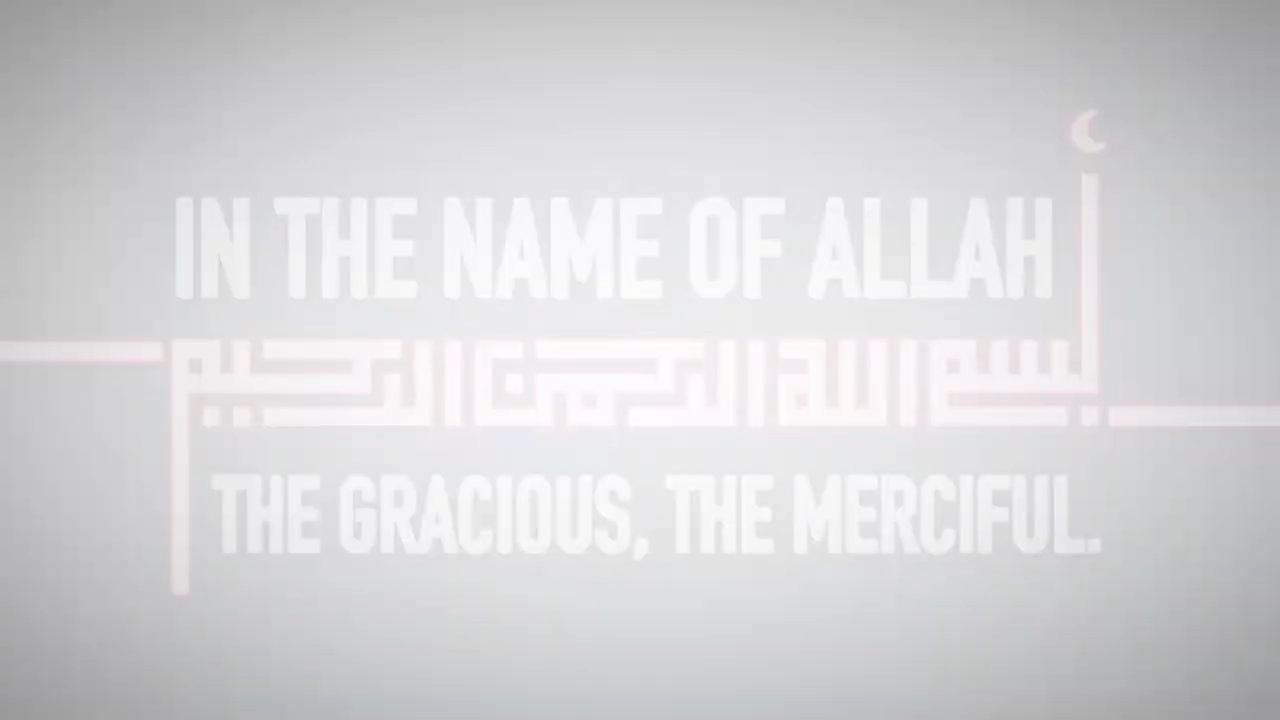 IN THE NAME OF ALLAH
بسم الله الرحمن الرحيم
THE GRACIOUS, THE MERCIFUL.